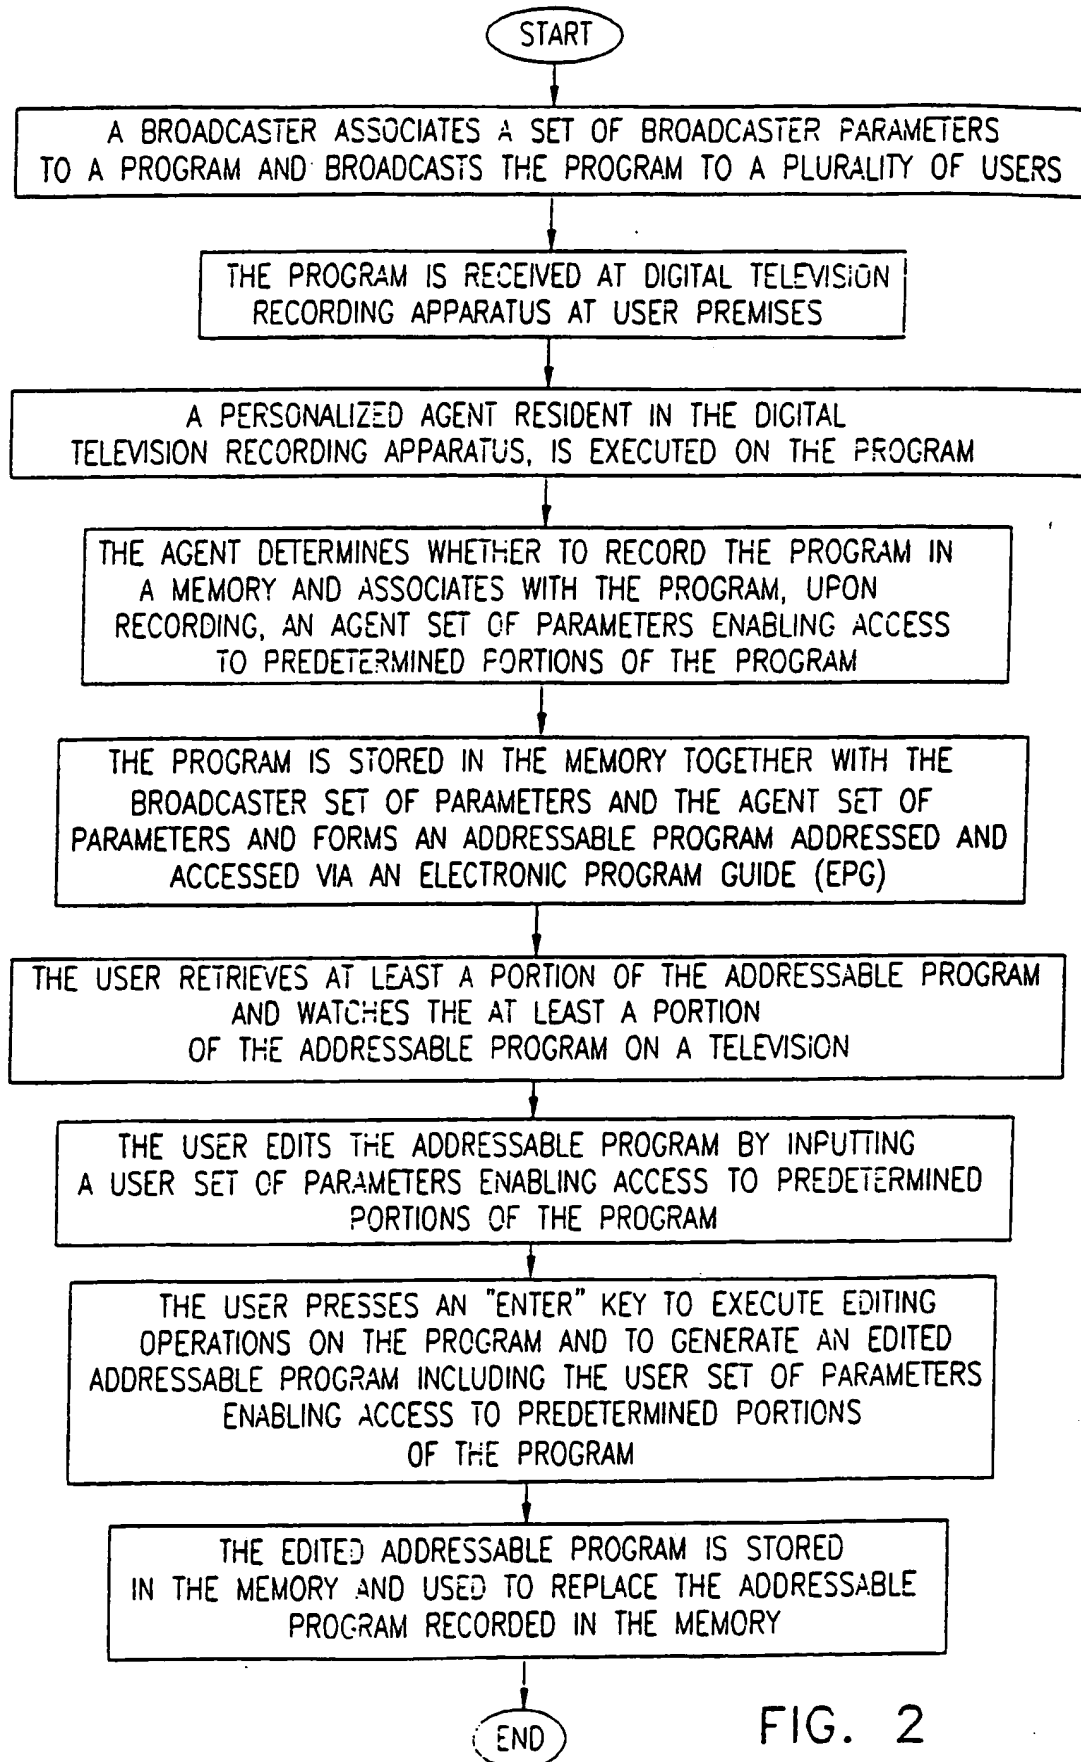 START
A BROADCASTER ASSOCIATES A SET OF BROADCASTER PARAMETERS
TO A PROGRAM AND BROADCASTS THE PROGRAM TO A PLURALITY OF USERS
THE PROGRAM IS RECEIVED AT DIGITAL TELEVISION
RECORDING APPARATUS AT USER PREMISES
A PERSONALIZED AGENT RESIDENT IN THE DIGITAL
TELEVISION RECORDING APPARATUS, IS EXECUTED ON THE PROGRAM
THE AGENT DETERMINES WHETHER TO RECORD THE PROGRAM IN
A MEMORY AND ASSOCIATES WITH THE PROGRAM, UPON
RECORDING, AN AGENT SET OF PARAMETERS ENABLING ACCESS
TO PREDETERMINED PORTIONS OF THE PROGRAM
THE PROGRAM IS STORED IN THE MEMORY TOGETHER WITH THE
BROADCASTER SET OF PARAMETERS AND THE AGENT SET OF
PARAMETERS AND FORMS AN ADDRESSABLE PROGRAM ADDRESSED AND
ACCESSED VIA AN ELECTRONIC PROGRAM GUIDE (EPG)
THE USER RETRIEVES AT LEAST A PORTION OF THE ADDRESSABLE PROGRAM
AND WATCHES THE AT LEAST A PORTION
OF THE ADDRESSABLE PROGRAM ON A TELEVISION
THE USER EDITS THE ADDRESSABLE PROGRAM BY INPUTTING
A USER SET OF PARAMETERS ENABLING ACCESS TO PREDETERMINED
PORTIONS OF THE PROGRAM
THE USER PRESSES AN "ENTER" KEY TO EXECUTE EDITING
OPERATIONS ON THE PROGRAM AND TO GENERATE AN EDITED
ADDRESSABLE PROGRAM INCLUDING THE USER SET OF PARAMETERS
ENABLING ACCESS TO PREDETERMINED PORTIONS
OF THE PROGRAM
THE EDITED ADDRESSABLE PROGRAM IS STORED
IN THE MEMORY AND USED TO REPLACE THE ADDRESSABLE
PROGRAM RECORDED IN THE MEMORY
END
FIG. 2